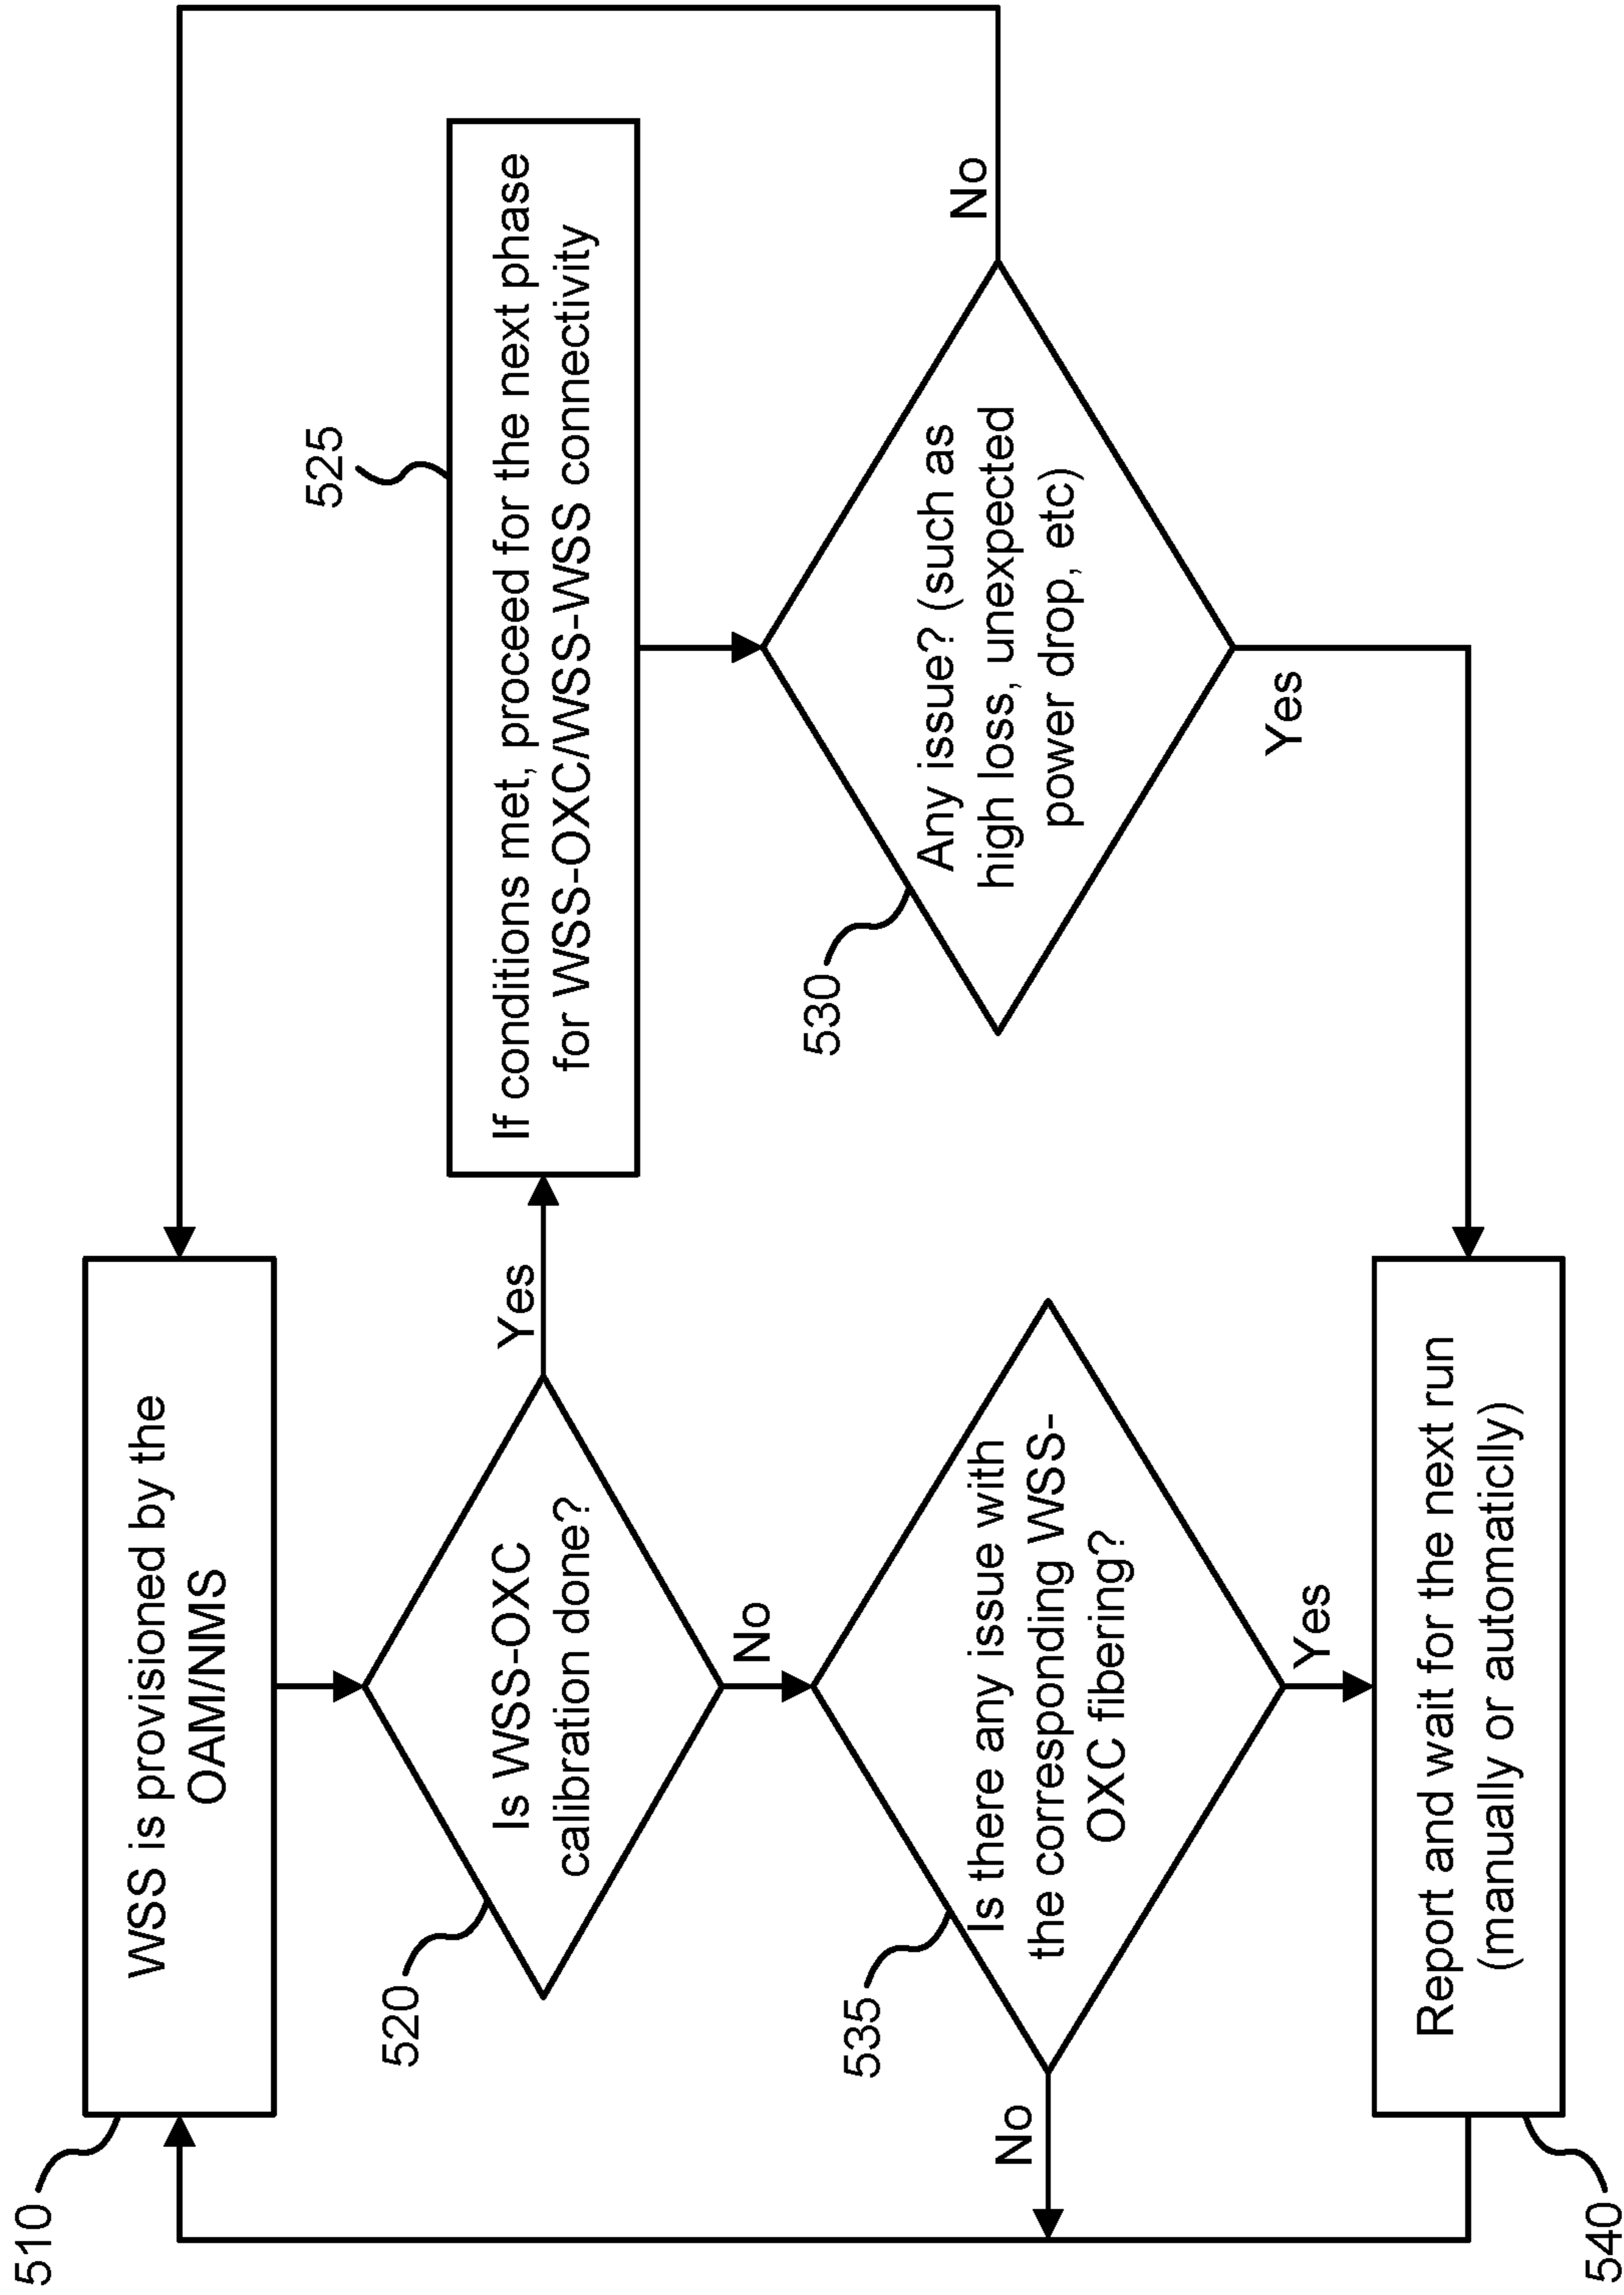 510
WSS is provisioned by the
OAM/NMS
520
Is WSS-OXC
calibration done?
Yes
No
525
If conditions met, proceed for the next phase
for WSS-OXC/WSS-WSS connectivity
530
Any issue? (such as
high loss, unexpected
power drop, etc)
No
Yes
535
Is there any issue with
the corresponding WSS-
OXC fibering?
No
Yes
540
Report and wait for the next run
(manually or automaticlly)